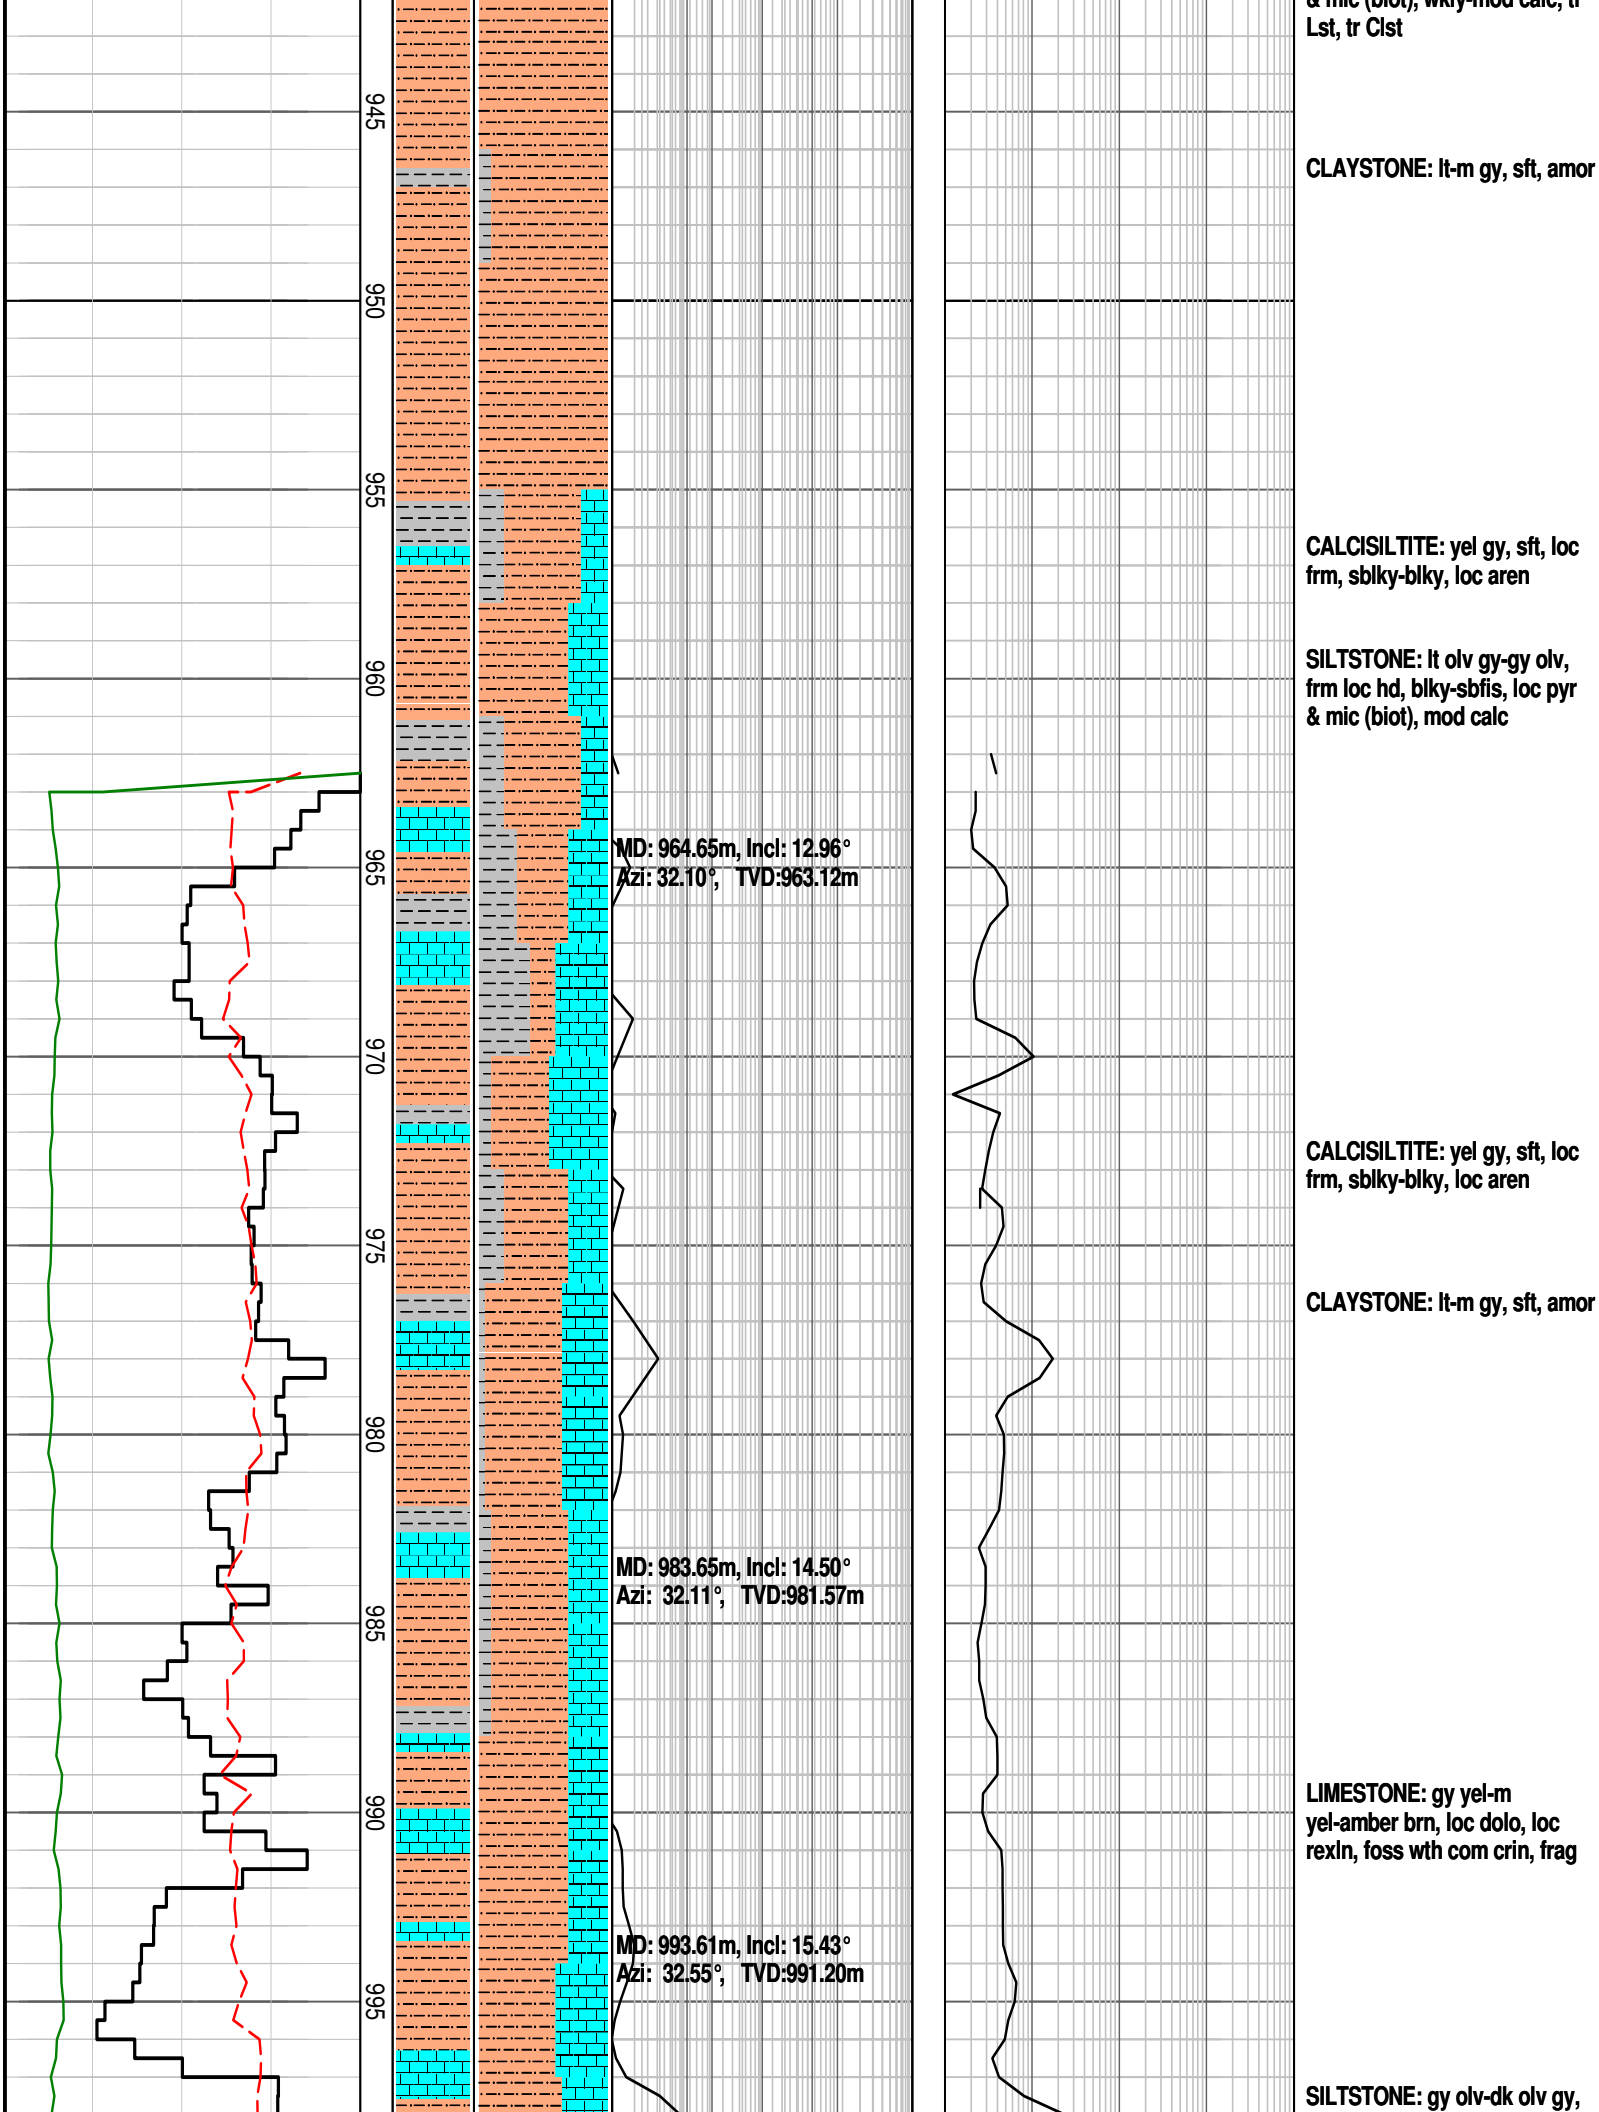 & mic (biot), wkly-mod calc, tr
Lst, tr Clst
945
CLAYSTONE: lt-m gy, sft, amor
950
955
CALCISILTITE: yel gy, sft, loc
frm, sblky-blky, loc aren
SILTSTONE: lt olv gy-gy olv,
frm loc hd, blky-sbfis, loc pyr
& mic (biot), mod calc
960
MD: 964.65m, Incl: 12.96°
Azi: 32.10°, TVD:963.12m
965
970
CALCISILTITE: yel gy, sft, loc
frm, sblky-blky, loc aren
975
CLAYSTONE: lt-m gy, sft, amor
980
MD: 983.65m, Incl: 14.50°
Azi: 32.11°, TVD:981.57m
985
LIMESTONE: gy yel-m
yel-amber brn, loc dolo, loc
rexln, foss wth com crin, frag
990
MD: 993.61m, Incl: 15.43°
Azi: 32.55°, TVD:991.20m
995
SILTSTONE: gy olv-dk olv gy,